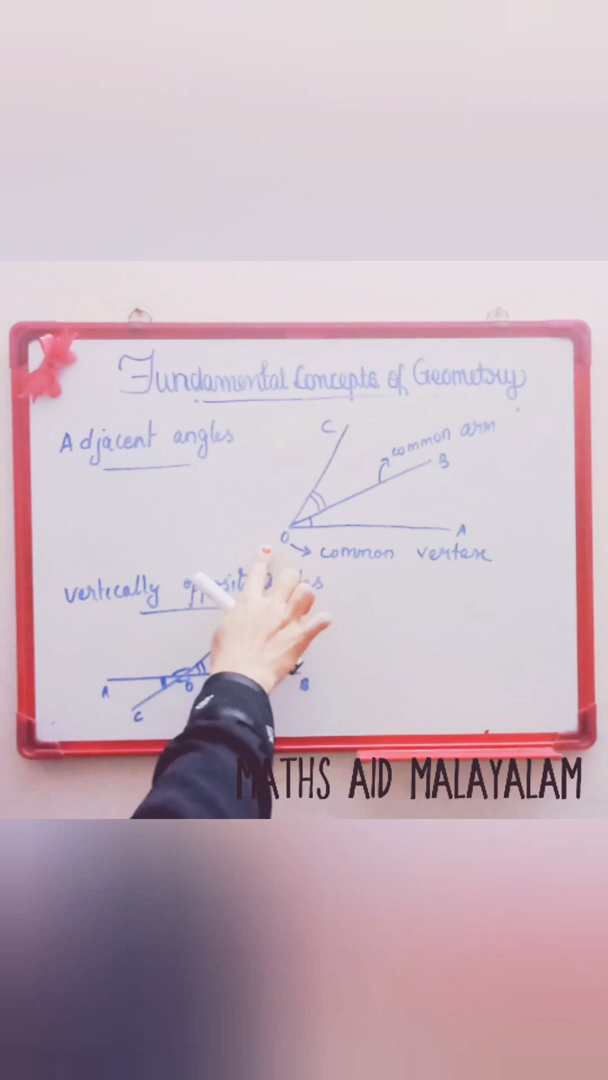 Fundamental Concepts of Geometry
Adjacent angles
C
common arm
B
A
O
common vertex
vertically
A
O
B
C
MATHS AID MALAYALAM